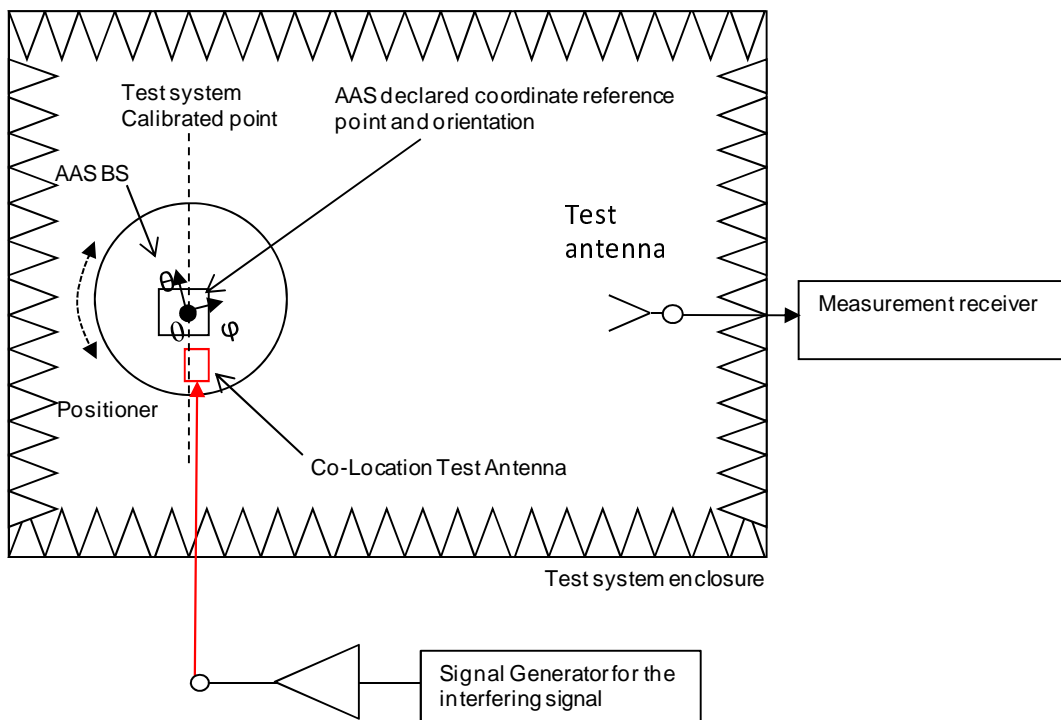 Test system
Calibrated point
AAS declared coordinate reference
point and orientation
AAS BS
Test
antenna
θ
0
φ
Measurement receiver
Positioner
Co-Location Test Antenna
Test system enclosure
Signal Generator for the
interfering signal